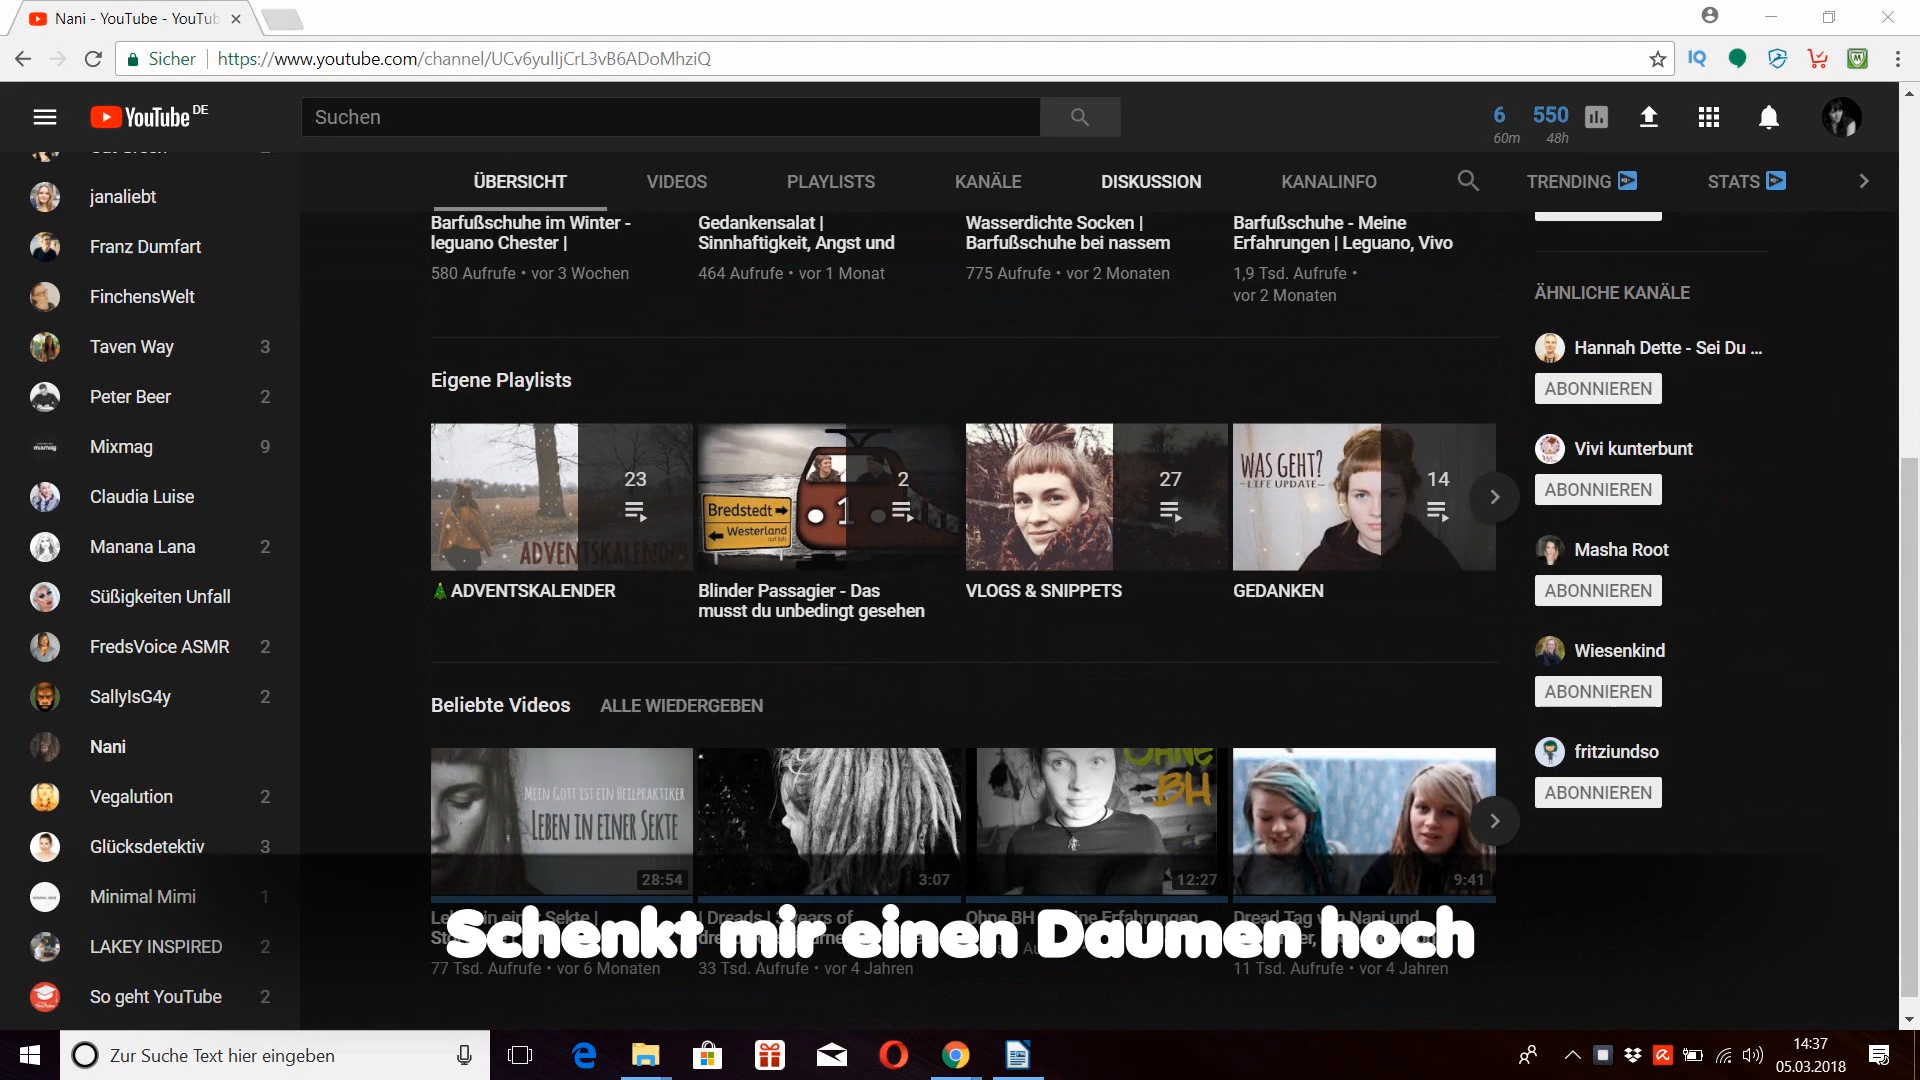 Nani - YouTube - YouTub
Sicher
https://www.youtube.com/channel/UCv6yulIjCrL3vB6ADoMhziQ
YouTube DE
Suchen
6 550
60m 48h
janaliebt
Franz Dumfart
FinchensWelt
Taven Way 3
Peter Beer 2
Mixmag 9
Claudia Luise
Manana Lana 2
Süßigkeiten Unfall
FredsVoice ASMR 2
SallyIsG4y 2
Nani
Vegalution 2
Glücksdetektiv 3
Minimal Mimi 1
LAKEY INSPIRED 2
So geht YouTube 2
ÜBERSICHT VIDEOS PLAYLISTS KANÄLE DISKUSSION KANALINFO TRENDING STATS
Barfußschuhe im Winter -
leguano Chester |
580 Aufrufe • vor 3 Wochen
Gedankensalat |
Sinnhaftigkeit, Angst und
464 Aufrufe • vor 1 Monat
Wasserdichte Socken |
Barfußschuhe bei nassem
775 Aufrufe • vor 2 Monaten
Barfußschuhe - Meine
Erfahrungen | Leguano, Vivo
1,9 Tsd. Aufrufe •
vor 2 Monaten
Eigene Playlists
ADVENTSKALENDER
23
ADVENTSKALENDER
Bredstedt
Westerland
auf Sylt
1
2
Blinder Passagier - Das
musst du unbedingt gesehen
27
VLOGS & SNIPPETS
WAS GEHT?
-LIFE UPDATE-
14
GEDANKEN
Beliebte Videos ALLE WIEDERGEBEN
MEIN GOTT IST EIN HEILPRAKTIKER
LEBEN IN EINER SEKTE
28:54
3:07
OHNE
BH
12:27
9:41
77 Tsd. Aufrufe • vor 6 Monaten
33 Tsd. Aufrufe • vor 4 Jahren
11 Tsd. Aufrufe • vor 4 Jahren
Schenkt mir einen Daumen hoch
ÄHNLICHE KANÄLE
Hannah Dette - Sei Du ...
ABONNIEREN
Vivi kunterbunt
ABONNIEREN
Masha Root
ABONNIEREN
Wiesenkind
ABONNIEREN
fritziundso
ABONNIEREN
Zur Suche Text hier eingeben
14:37
05.03.2018